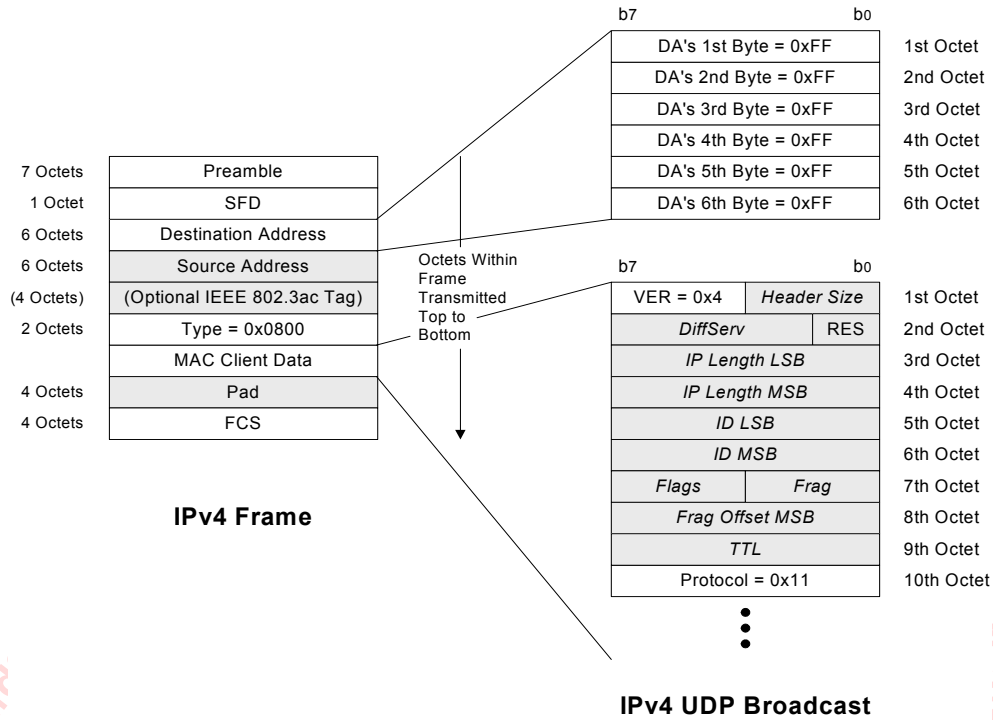 7 Octets Preamble
1 Octet SFD
6 Octets Destination Address
6 Octets Source Address
(4 Octets) (Optional IEEE 802.3ac Tag)
2 Octets Type = 0x0800
MAC Client Data
4 Octets Pad
4 Octets FCS
IPv4 Frame
Octets Within
Frame
Transmitted
Top to
Bottom
b7 b0
DA's 1st Byte = 0xFF 1st Octet
DA's 2nd Byte = 0xFF 2nd Octet
DA's 3rd Byte = 0xFF 3rd Octet
DA's 4th Byte = 0xFF 4th Octet
DA's 5th Byte = 0xFF 5th Octet
DA's 6th Byte = 0xFF 6th Octet
b7 b0
VER = 0x4 Header Size 1st Octet
DiffServ RES 2nd Octet
IP Length LSB 3rd Octet
IP Length MSB 4th Octet
ID LSB 5th Octet
ID MSB 6th Octet
Flags Frag 7th Octet
Frag Offset MSB 8th Octet
TTL 9th Octet
Protocol = 0x11 10th Octet
IPv4 UDP Broadcast